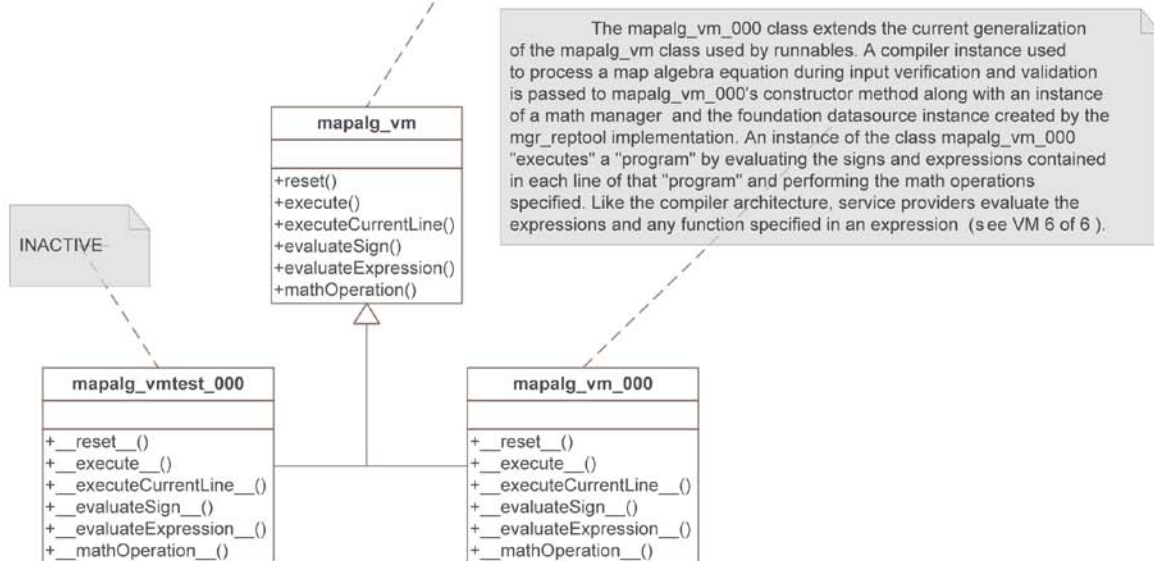 The mapalg_vm_000 class extends the current generalization
of the mapalg_vm class used by runnables. A compiler instance used
to process a map algebra equation during input verification and validation
is passed to mapalg_vm_000's constructor method along with an instance
of a math manager and the foundation datasource instance created by the
mgr_reptool implementation. An instance of the class mapalg_vm_000
"executes" a "program" by evaluating the signs and expressions contained
in each line of that "program" and performing the math operations
specified. Like the compiler architecture, service providers evaluate the
expressions and any function specified in an expression (see VM 6 of 6 ).
mapalg_vm
+reset()
+execute()
+executeCurrentLine()
+evaluateSign()
+evaluateExpression()
+mathOperation()
INACTIVE
mapalg_vmtest_000
+__reset__()
+__execute__()
+__executeCurrentLine__()
+__evaluateSign__()
+__evaluateExpression__()
+__mathOperation__()
mapalg_vm_000
+__reset__()
+__execute__()
+__executeCurrentLine__()
+__evaluateSign__()
+__evaluateExpression__()
+__mathOperation__()